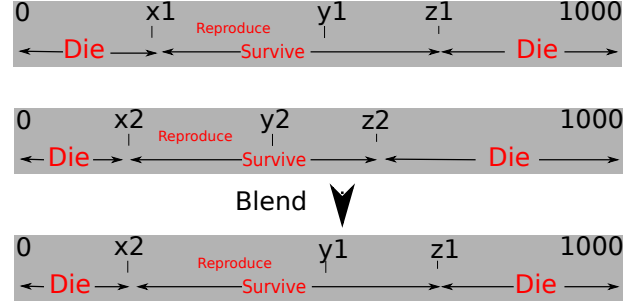 0 x1 y1 z1 1000
Reproduce
Die Survive Die
0 x2 y2 z2 1000
Reproduce
Die Survive Die
Blend
0 x2 y1 z1 1000
Reproduce
Die Survive Die